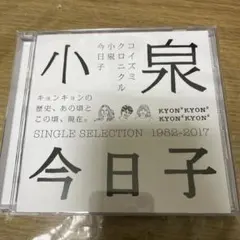 小泉
コイズミ
クロニクル
小泉
今日子
キョンキョンの
歴史、あの頃と
この頃、現在。
KYON²KYON²
KYON²KYON²
SINGLE SELECTION 1982-2017
今日子